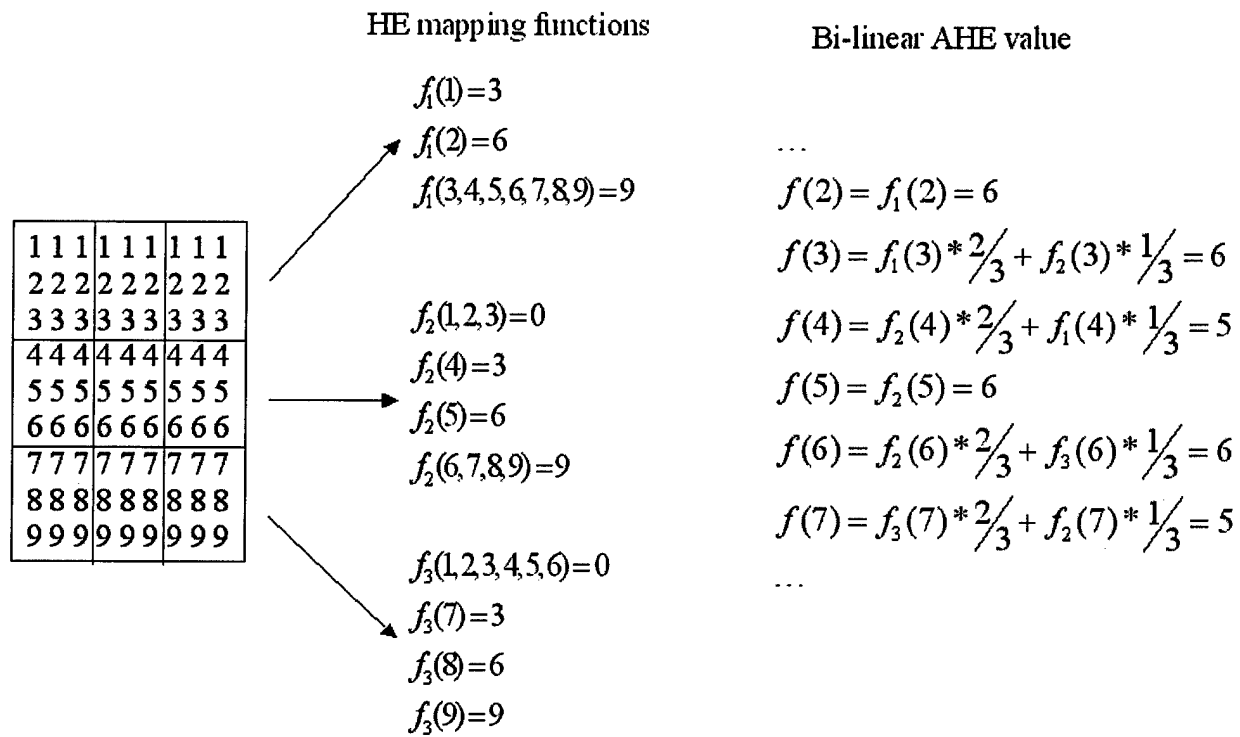 HE mapping functions
Bi-linear AHE value
f₁(1)=3
f₁(2)=6
f₁(3,4,5,6,7,8,9)=9
f₂(1,2,3)=0
f₂(4)=3
f₂(5)=6
f₂(6,7,8,9)=9
f₃(1,2,3,4,5,6)=0
f₃(7)=3
f₃(8)=6
f₃(9)=9
1 1 1 1 1 1 1 1 1
2 2 2 2 2 2 2 2 2
3 3 3 3 3 3 3 3 3
4 4 4 4 4 4 4 4 4
5 5 5 5 5 5 5 5 5
6 6 6 6 6 6 6 6 6
7 7 7 7 7 7 7 7 7
8 8 8 8 8 8 8 8 8
9 9 9 9 9 9 9 9 9
...
f(2) = f₁(2) = 6
f(3) = f₁(3) * 2/3 + f₂(3) * 1/3 = 6
f(4) = f₂(4) * 2/3 + f₁(4) * 1/3 = 5
f(5) = f₂(5) = 6
f(6) = f₂(6) * 2/3 + f₃(6) * 1/3 = 6
f(7) = f₃(7) * 2/3 + f₂(7) * 1/3 = 5
...